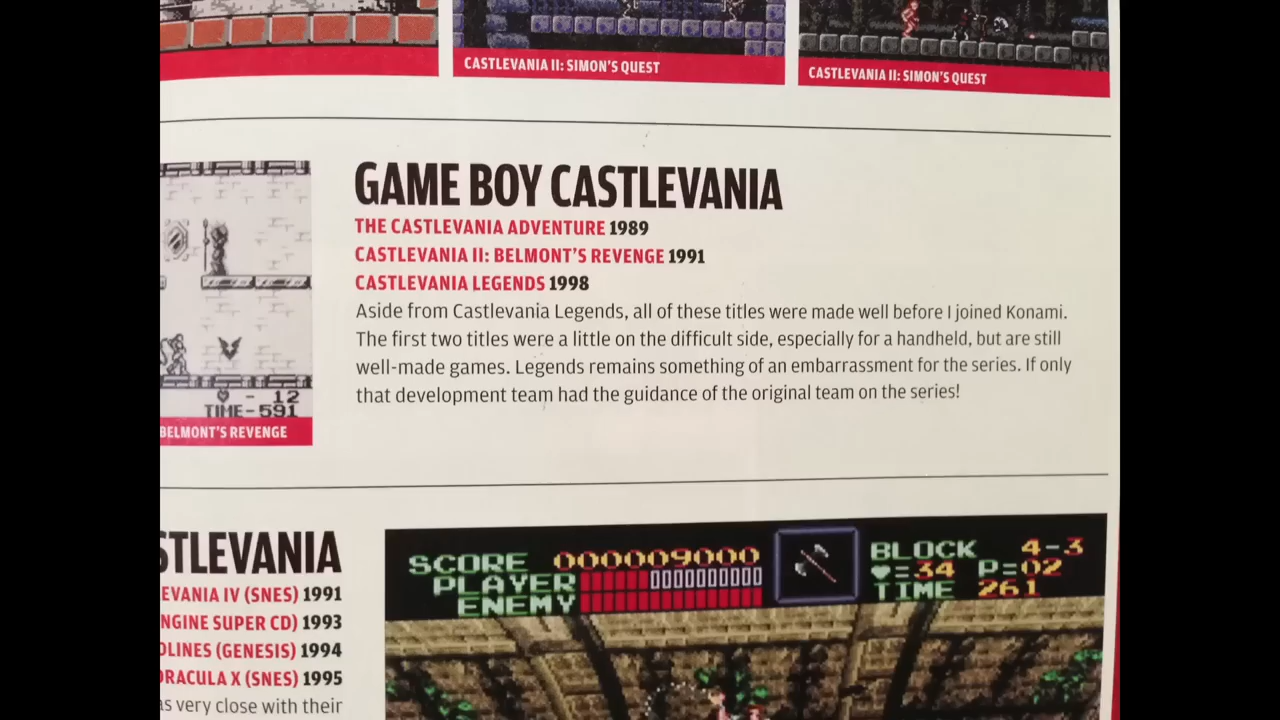 CASTLEVANIA II: SIMON'S QUEST
CASTLEVANIA II: SIMON'S QUEST
GAME BOY CASTLEVANIA
THE CASTLEVANIA ADVENTURE 1989
CASTLEVANIA II: BELMONT'S REVENGE 1991
CASTLEVANIA LEGENDS 1998
Aside from Castlevania Legends, all of these titles were made well before I joined Konami.
The first two titles were a little on the difficult side, especially for a handheld, but are still
well-made games. Legends remains something of an embarrassment for the series. If only
that development team had the guidance of the original team on the series!
- 12
TIME-591
BELMONT'S REVENGE
STLEVANIA
EVANIA IV (SNES) 1991
NGINE SUPER CD) 1993
DLINES (GENESIS) 1994
DRACULA X (SNES) 1995
as very close with their
SCORE 000009000
PLAYER
ENEMY
BLOCK 4-3
♥=34 P=02
TIME 261